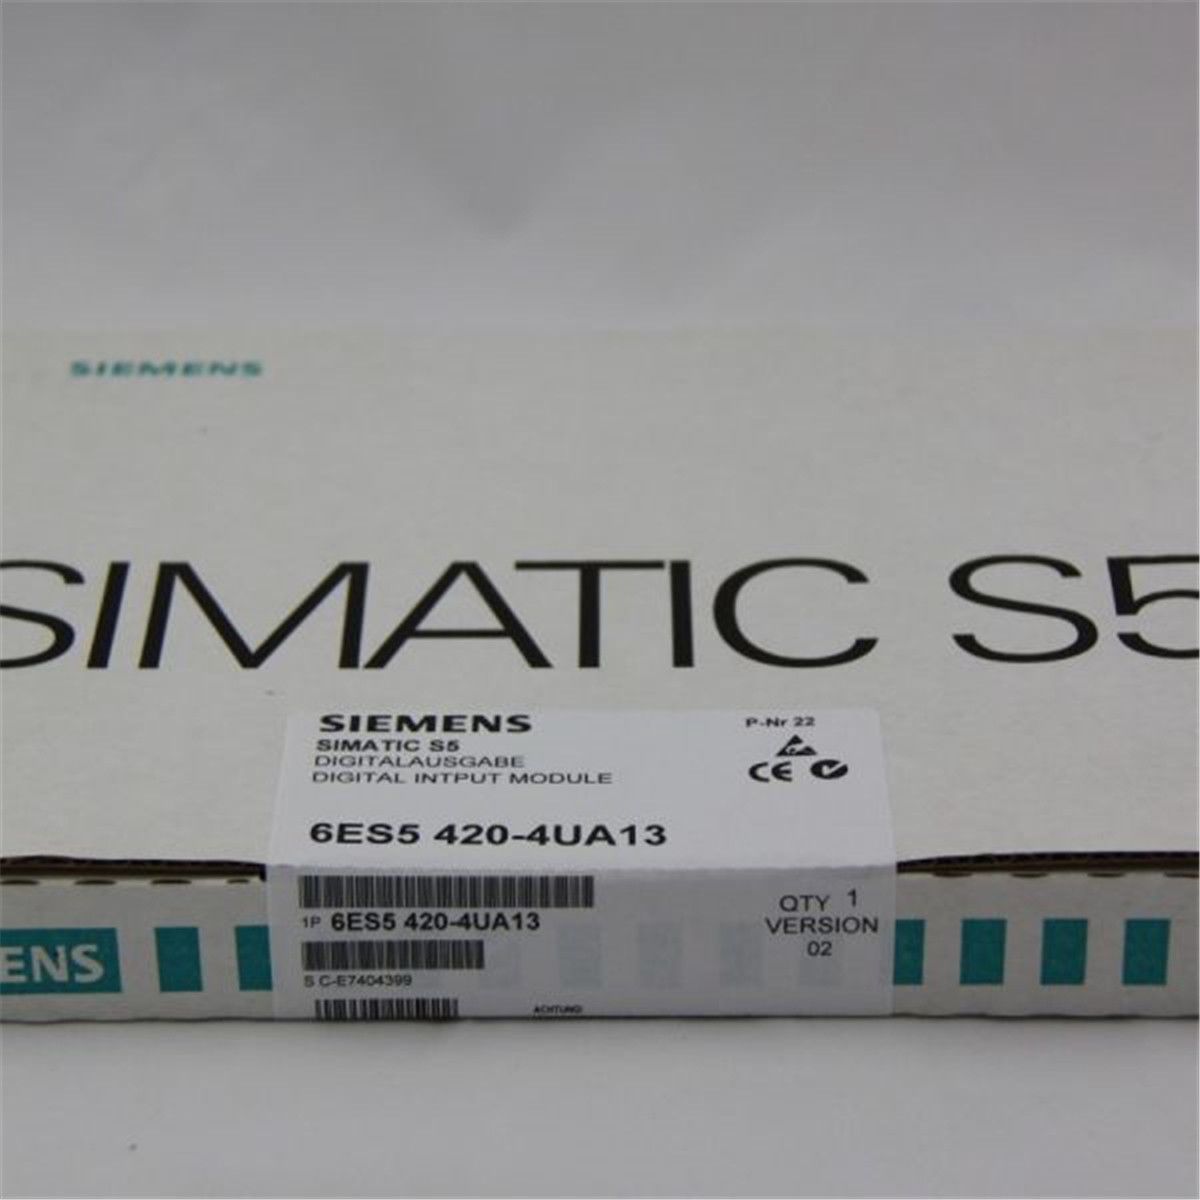 SIEMENS
SIMATIC S5
SIEMENS
P-Nr 22
SIMATIC S5
DIGITALAUSGABE
DIGITAL INTPUT MODULE
CE
6ES5 420-4UA13
1P 6ES5 420-4UA13
QTY 1
VERSION
02
S C-E7404399
ACHTUNG!
ENS